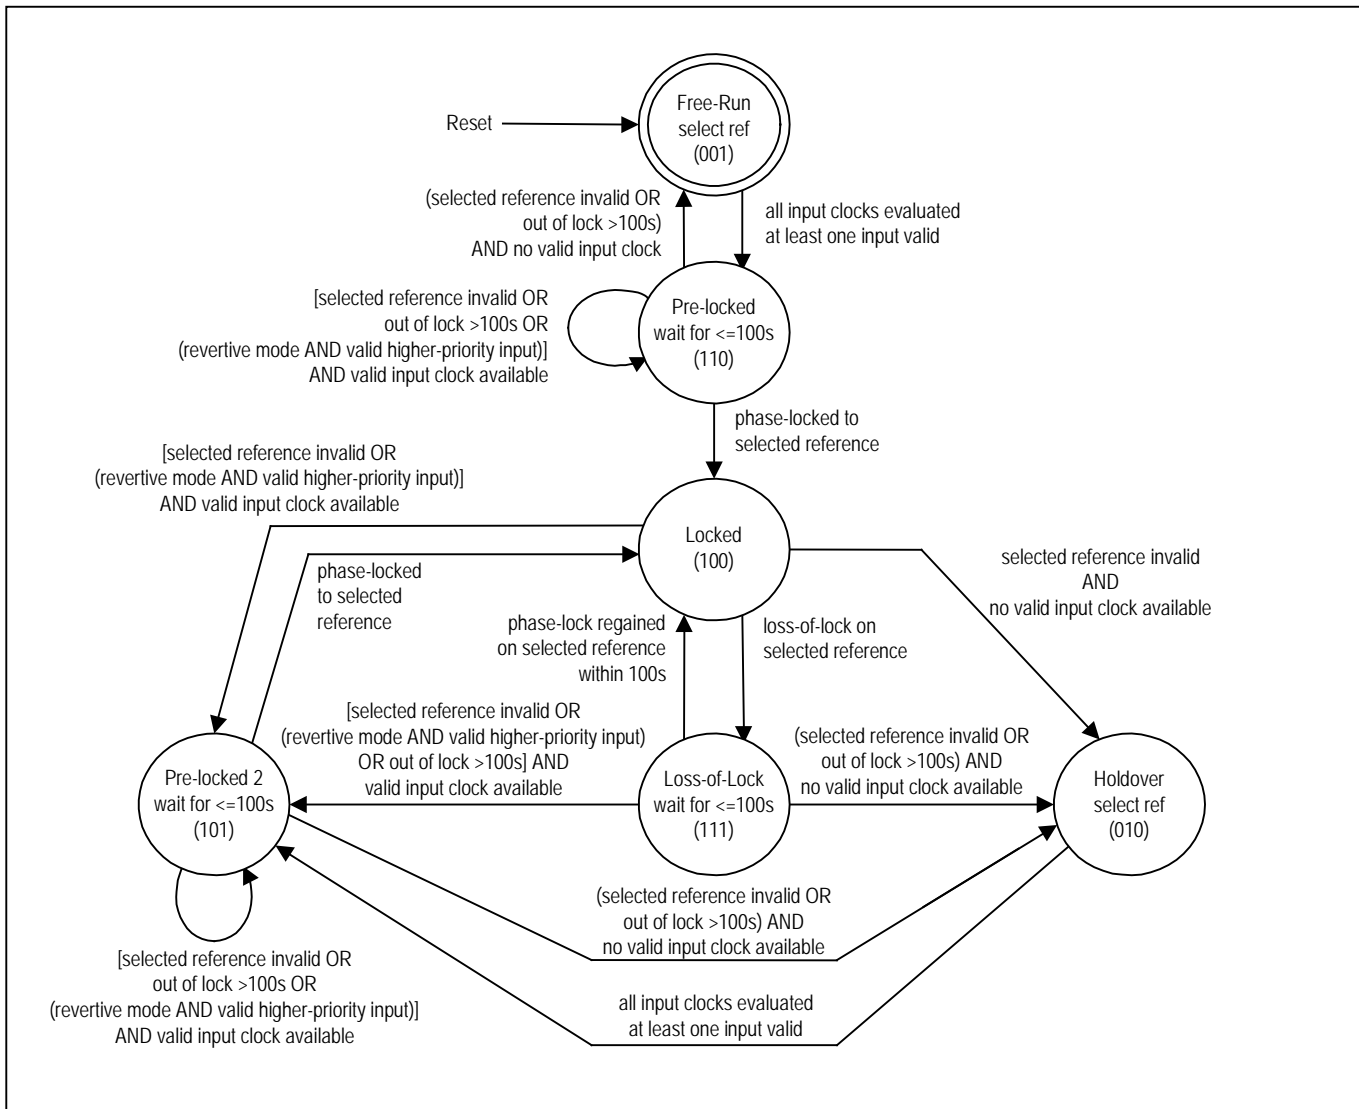 Free-Run
select ref
(001)
Reset
(selected reference invalid OR
out of lock >100s)
AND no valid input clock
all input clocks evaluated
at least one input valid
[selected reference invalid OR
out of lock >100s OR
(revertive mode AND valid higher-priority input)]
AND valid input clock available
Pre-locked
wait for <=100s
(110)
phase-locked to
selected reference
[selected reference invalid OR
(revertive mode AND valid higher-priority input)]
AND valid input clock available
Locked
(100)
phase-locked
to selected
reference
selected reference invalid
AND
no valid input clock available
phase-lock regained
on selected reference
within 100s
loss-of-lock on
selected reference
[selected reference invalid OR
(revertive mode AND valid higher-priority input)
OR out of lock >100s] AND
valid input clock available
(selected reference invalid OR
out of lock >100s) AND
no valid input clock available
Pre-locked 2
wait for <=100s
(101)
Loss-of-Lock
wait for <=100s
(111)
Holdover
select ref
(010)
(selected reference invalid OR
out of lock >100s) AND
no valid input clock available
[selected reference invalid OR
out of lock >100s OR
(revertive mode AND valid higher-priority input)]
AND valid input clock available
all input clocks evaluated
at least one input valid